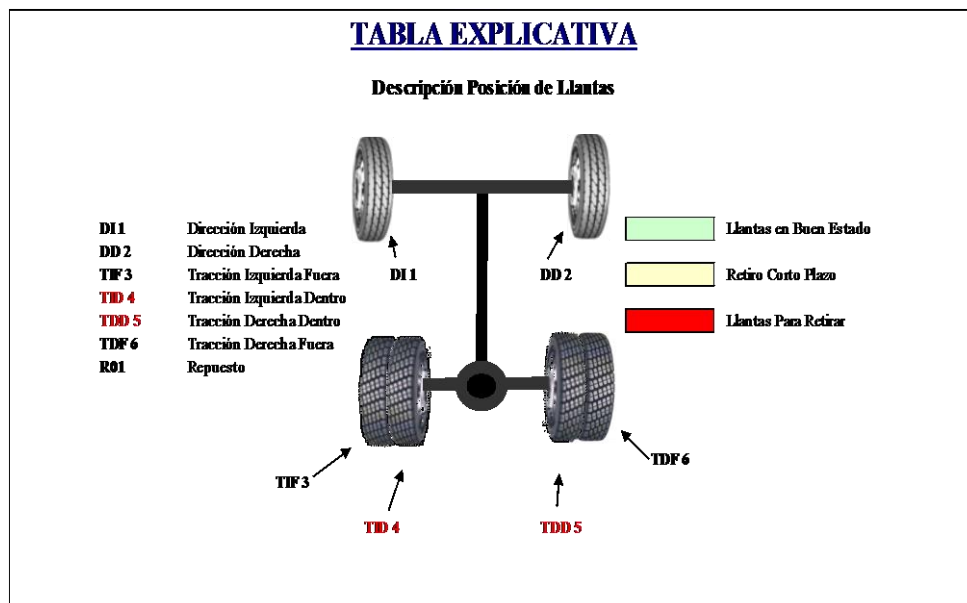 TABLA EXPLICATIVA
Descripción Posición de Llantas
DI 1 Dirección Izquierda
DD 2 Dirección Derecha
TIF 3 Tracción Izquierda Fuera
TID 4 Tracción Izquierda Dentro
TDD 5 Tracción Derecha Dentro
TDF 6 Tracción Derecha Fuera
R01 Repuesto
DI 1
DD 2
Llantas en Buen Estado
Retiro Corto Plazo
Llantas Para Retirar
TIF 3
TID 4
TDD 5
TDF 6